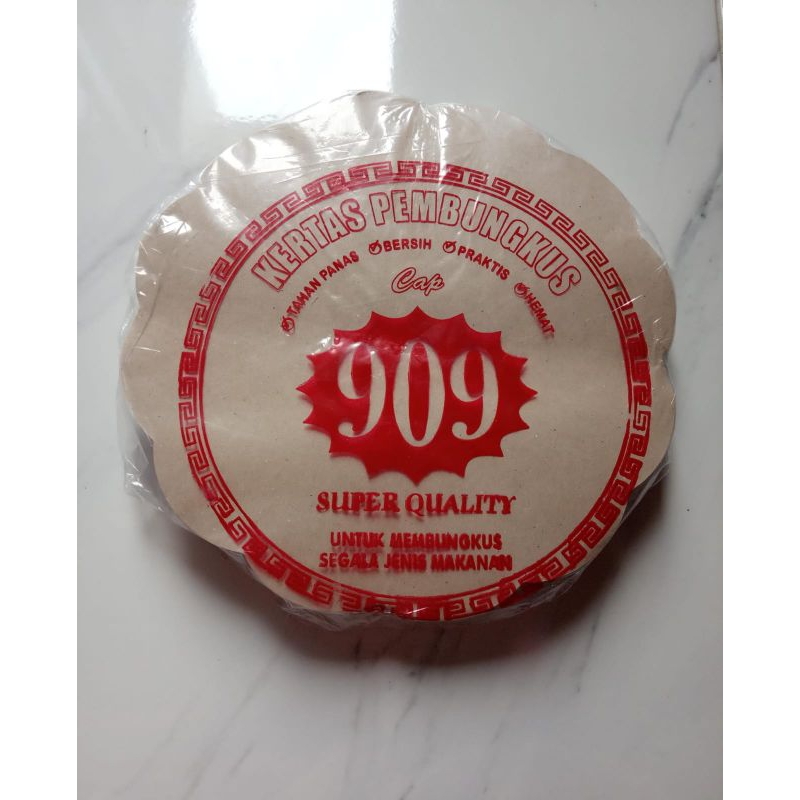 KERTAS PEMBUNGKUS
TAHAN PANAS BERSIH PRAKTIS HEMAT
Cap
909
SUPER QUALITY
UNTUK MEMBUNGKUS
SEGALA JENIS MAKANAN